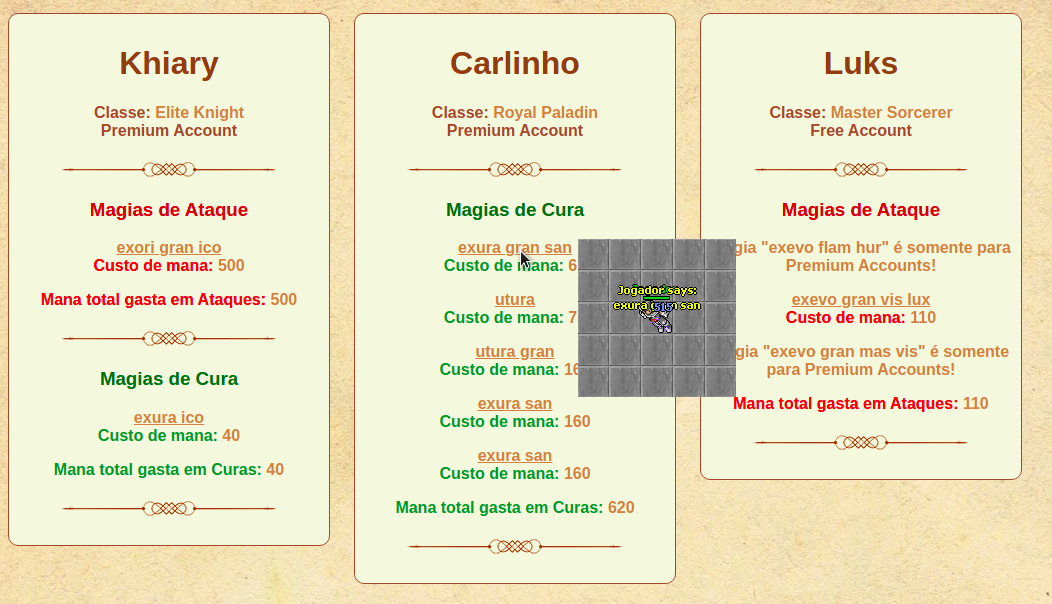 Khiary
Classe: Elite Knight
Premium Account
Magias de Ataque
exori gran ico
Custo de mana: 500
Mana total gasta em Ataques: 500
Magias de Cura
exura ico
Custo de mana: 40
Mana total gasta em Curas: 40
Carlinho
Classe: Royal Paladin
Premium Account
Magias de Cura
exura gran san
Custo de mana: 6
utura
Custo de mana: 7
utura gran
Custo de mana: 16
exura san
Custo de mana: 160
exura san
Custo de mana: 160
Mana total gasta em Curas: 620
Jogador says:
exura gran san
Luks
Classe: Master Sorcerer
Free Account
Magias de Ataque
gia "exevo flam hur" é somente para
Premium Accounts!
exevo gran vis lux
Custo de mana: 110
gia "exevo gran mas vis" é somente
para Premium Accounts!
Mana total gasta em Ataques: 110